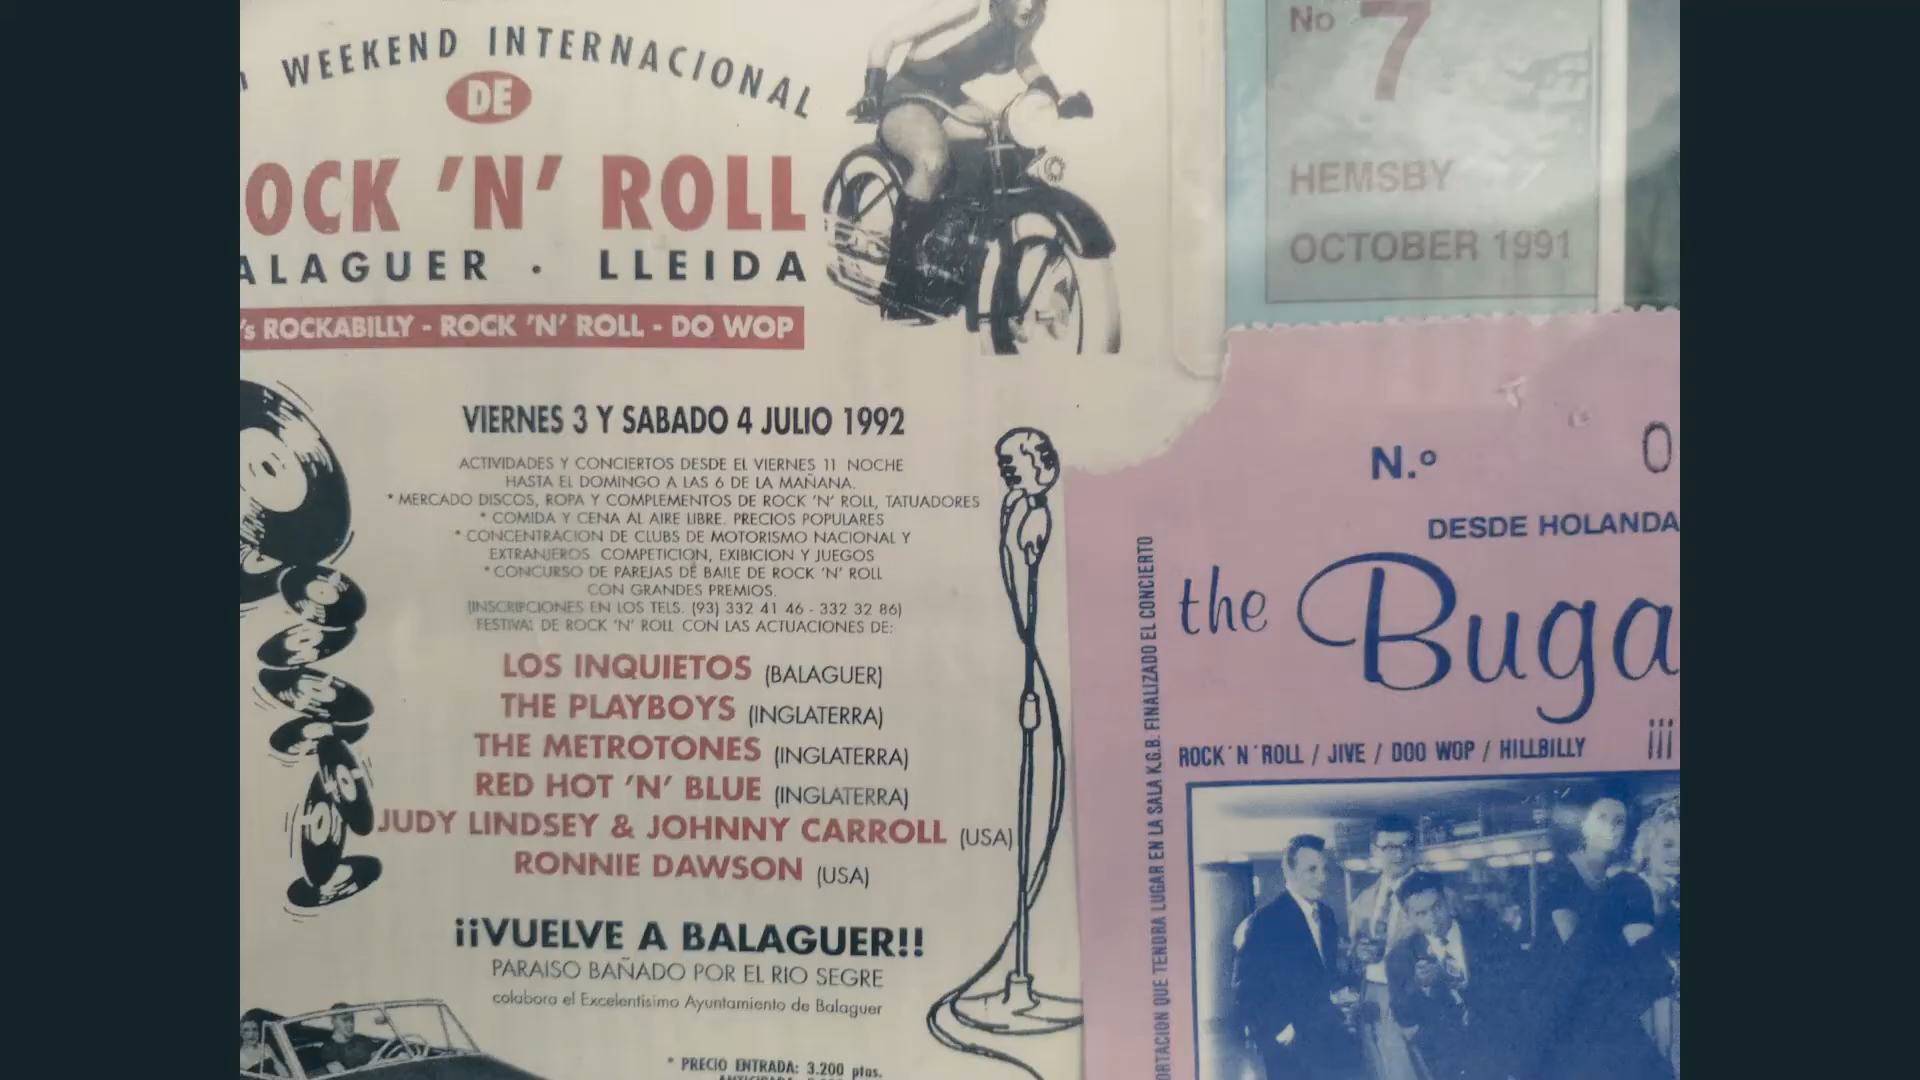 WEEKEND INTERNACIONAL
DE
OCK 'N' ROLL
ALAGUER · LLEIDA
's ROCKABILLY - ROCK 'N' ROLL - DO WOP
VIERNES 3 Y SABADO 4 JULIO 1992
ACTIVIDADES Y CONCIERTOS DESDE EL VIERNES 11 NOCHE
HASTA EL DOMINGO A LAS 6 DE LA MAÑANA.
* MERCADO DISCOS, ROPA Y COMPLEMENTOS DE ROCK 'N' ROLL, TATUADORES
* COMIDA Y CENA AL AIRE LIBRE. PRECIOS POPULARES
* CONCENTRACION DE CLUBS DE MOTORISMO NACIONAL Y
EXTRANJEROS. COMPETICION, EXIBICION Y JUEGOS
* CONCURSO DE PAREJAS DE BAILE DE ROCK 'N' ROLL
CON GRANDES PREMIOS.
(INSCRIPCIONES EN LOS TELS. (93) 332 41 46 - 332 32 86)
FESTIVAL DE ROCK 'N' ROLL CON LAS ACTUACIONES DE:
LOS INQUIETOS (BALAGUER)
THE PLAYBOYS (INGLATERRA)
THE METROTONES (INGLATERRA)
RED HOT 'N' BLUE (INGLATERRA)
JUDY LINDSEY & JOHNNY CARROLL (USA)
RONNIE DAWSON (USA)
¡¡VUELVE A BALAGUER!!
PARAISO BAÑADO POR EL RIO SEGRE
colabora el Excelentísimo Ayuntamiento de Balaguer
* PRECIO ENTRADA: 3.200 ptas.
No 7
HEMSBY
OCTOBER 1991
N.º 0
DESDE HOLANDA
the Buga
ROCK 'N' ROLL / JIVE / DOO WOP / HILLBILLY ¡¡¡
ORTACION QUE TENDRA LUGAR EN LA SALA K.G.B. FINALIZADO EL CONCIERTO